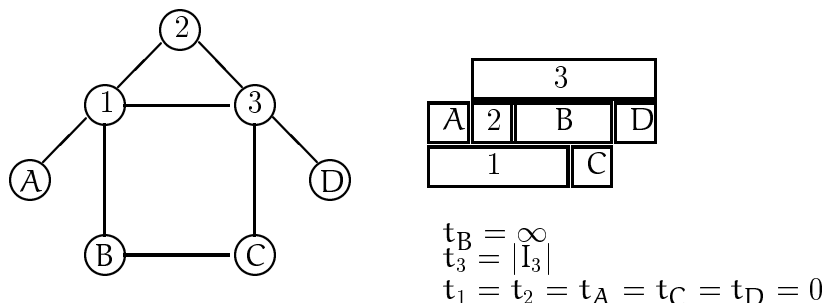 2
1 3
A D
B C
3
A 2 B D
1 C
t_B = ∞
t_3 = |I_3|
t_1 = t_2 = t_A = t_C = t_D = 0